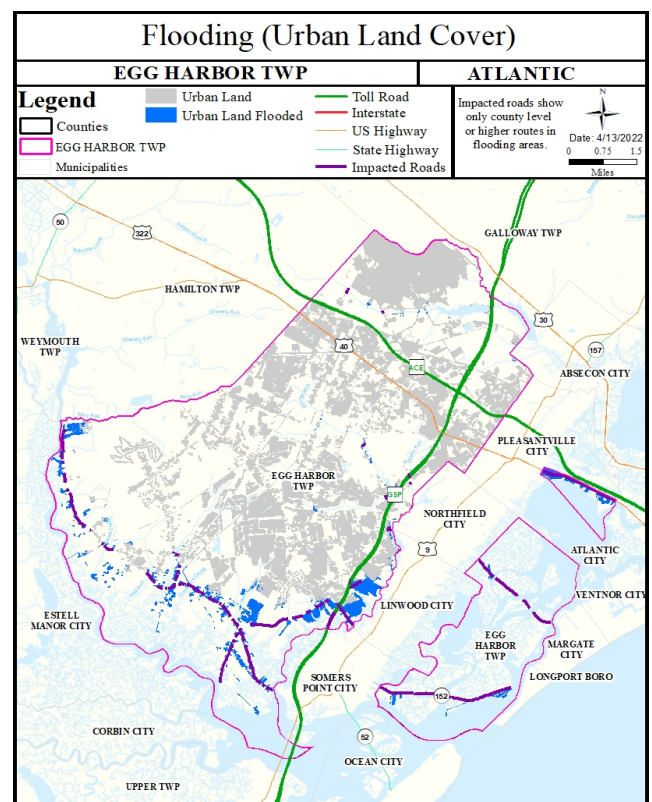 Flooding (Urban Land Cover)
EGG HARBOR TWP
ATLANTIC
Legend
Counties
EGG HARBOR TWP
Municipalities
Urban Land
Urban Land Flooded
Toll Road
Interstate
US Highway
State Highway
Impacted Roads
Impacted roads show
only county level
or higher routes in
flooding areas.
N
Date: 4/13/2022
0 0.75 1.5
Miles
50
322
GALLOWAY TWP
HAMILTON TWP
30
WEYMOUTH
TWP
40
157
ACE
ABSECON CITY
PLEASANTVILLE
CITY
EGG HARBOR
TWP
GSP
NORTHFIELD
CITY
9
ATLANTIC
CITY
VENTNOR CITY
LINWOOD CITY
ESTELL
MANOR CITY
EGG
HARBOR
TWP
MARGATE
CITY
LONGPORT BORO
SOMERS
POINT CITY
152
CORBIN CITY
52
OCEAN CITY
UPPER TWP